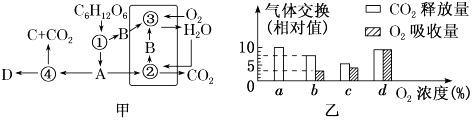 C₆H₁₂O₆
C+CO₂
① B ③ O₂
H₂O
B
D ④ A ② CO₂
甲
气体交换
(相对值)
CO₂释放量
O₂吸收量
10
5
0
a b c d O₂浓度(%)
乙